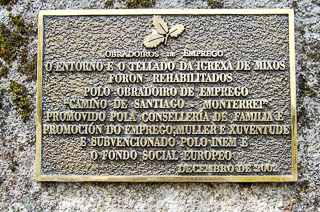 OBRADOIROS DE EMPREGO
O ENTORNO E O TELLADO DA IGREXA DE MIXOS
FORON REHABILITADOS
POLO OBRADOIRO DE EMPREGO
"CAMIÑO DE SANTIAGO - MONTERREI"
PROMOVIDO POLA CONSELLERÍA DE FAMILIA E
PROMOCIÓN DO EMPREGO, MULLER E XUVENTUDE
E SUBVENCIONADO POLO INEM E
O FONDO SOCIAL EUROPEO
DECEMBRO DE 2002